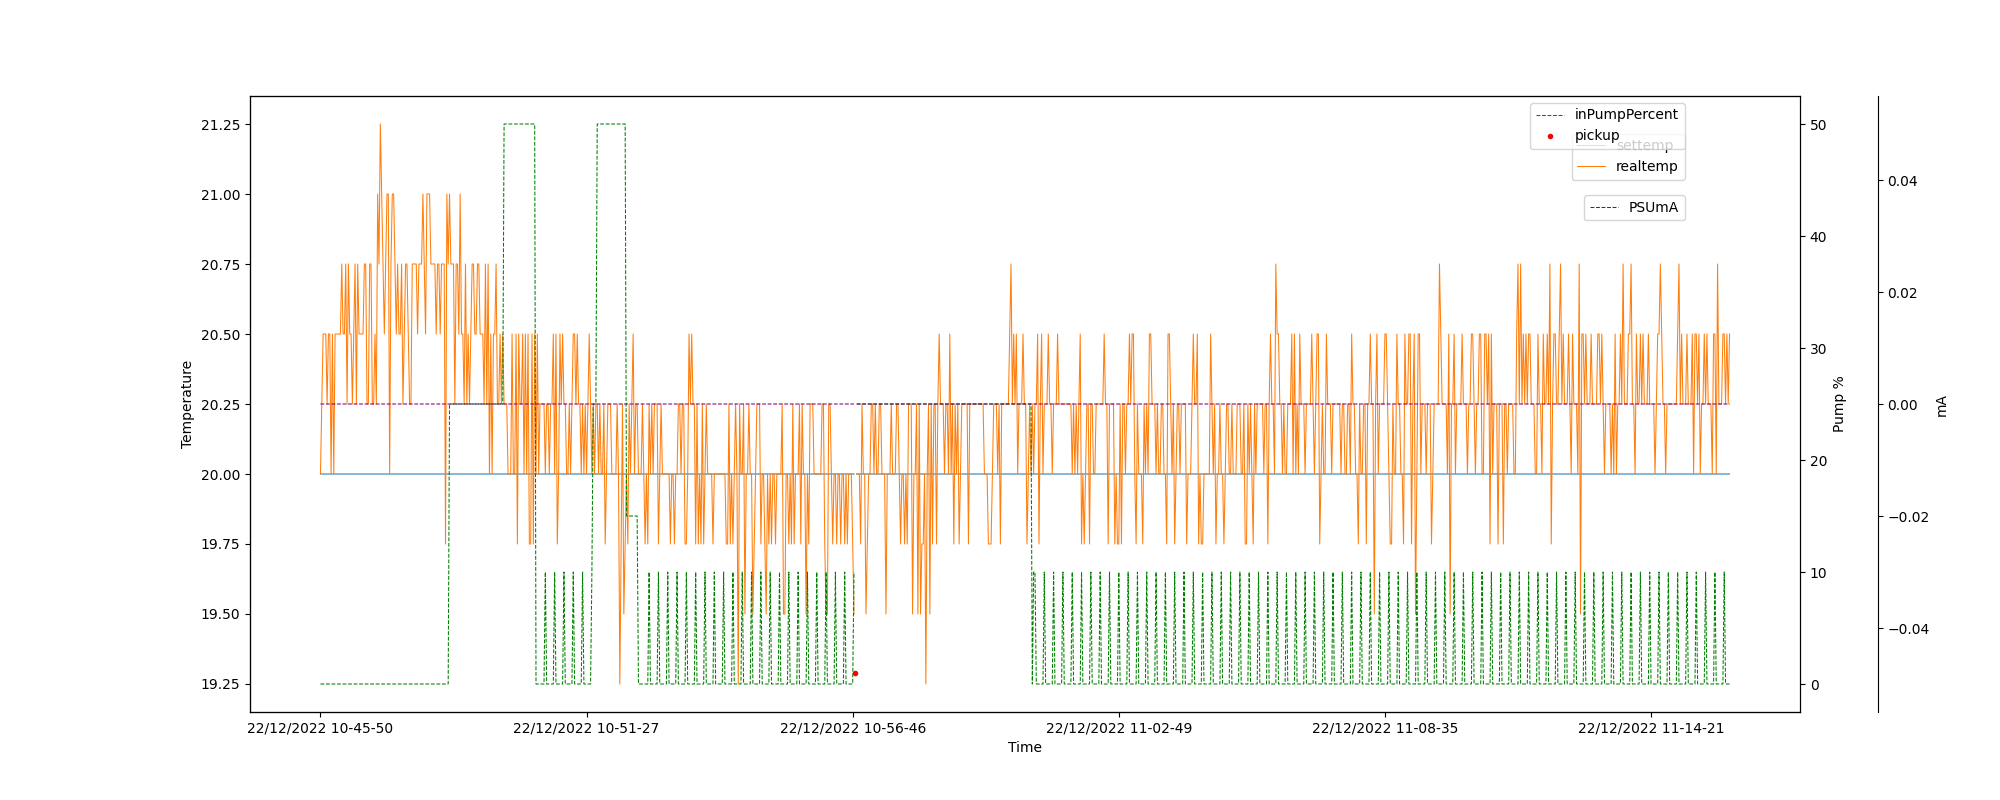 inPumpPercent
pickup
settemp
realtemp
PSUmA
21.25
21.00
20.75
20.50
20.25
20.00
19.75
19.50
19.25
Temperature
50
40
30
20
10
0
Pump %
0.04
0.02
0.00
−0.02
−0.04
mA
22/12/2022 10-45-50
22/12/2022 10-51-27
22/12/2022 10-56-46
22/12/2022 11-02-49
22/12/2022 11-08-35
22/12/2022 11-14-21
Time